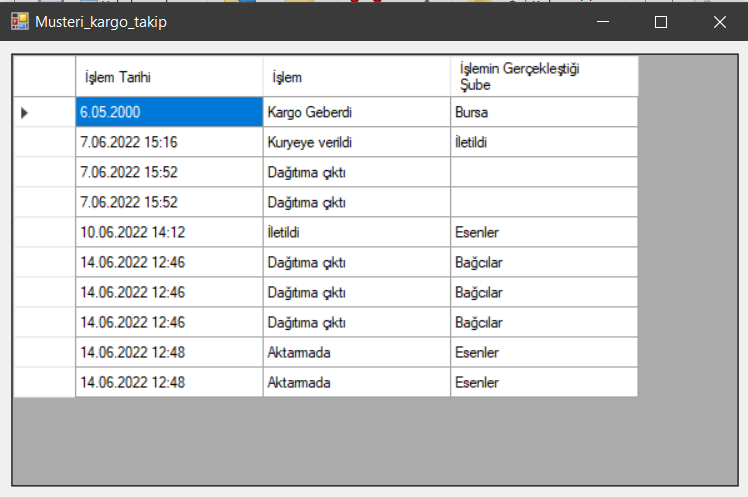 Musteri_kargo_takip
İşlem Tarihi İşlem İşlemin Gerçekleştiği
Şube
6.05.2000 Kargo Geberdi Bursa
7.06.2022 15:16 Kuryeye verildi İletildi
7.06.2022 15:52 Dağıtıma çıktı
7.06.2022 15:52 Dağıtıma çıktı
10.06.2022 14:12 İletildi Esenler
14.06.2022 12:46 Dağıtıma çıktı Bağcılar
14.06.2022 12:46 Dağıtıma çıktı Bağcılar
14.06.2022 12:46 Dağıtıma çıktı Bağcılar
14.06.2022 12:48 Aktarmada Esenler
14.06.2022 12:48 Aktarmada Esenler